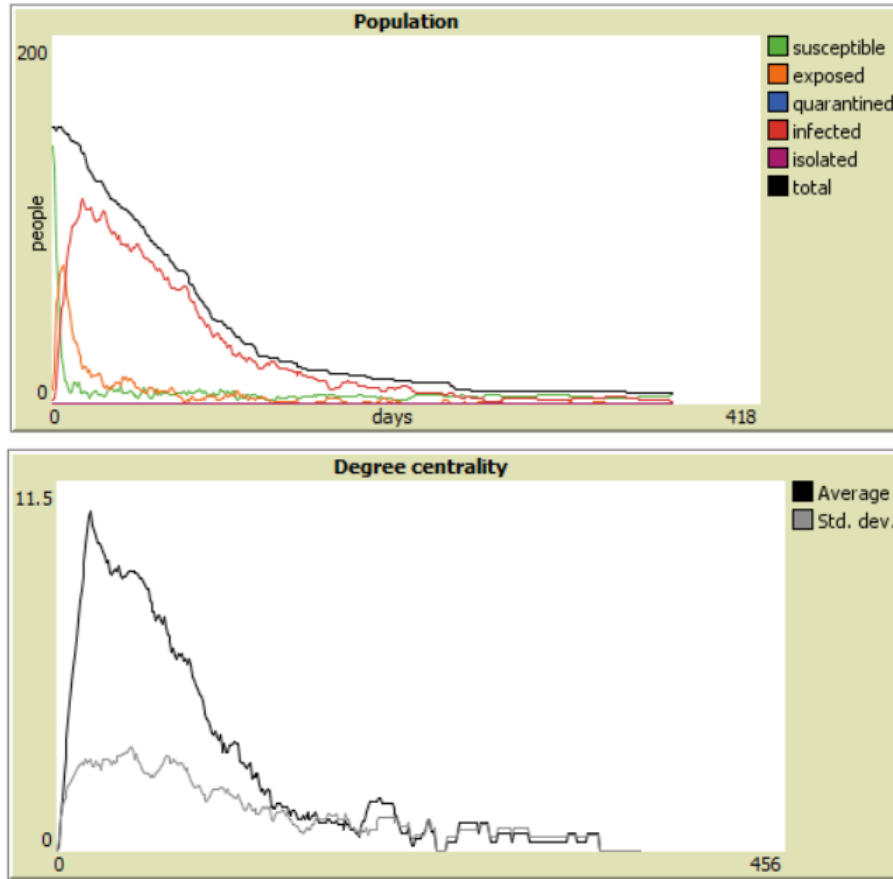 Population
200
people
0
0
days
418
susceptible
exposed
quarantined
infected
isolated
total
Degree centrality
11.5
0
0
456
Average
Std. dev.